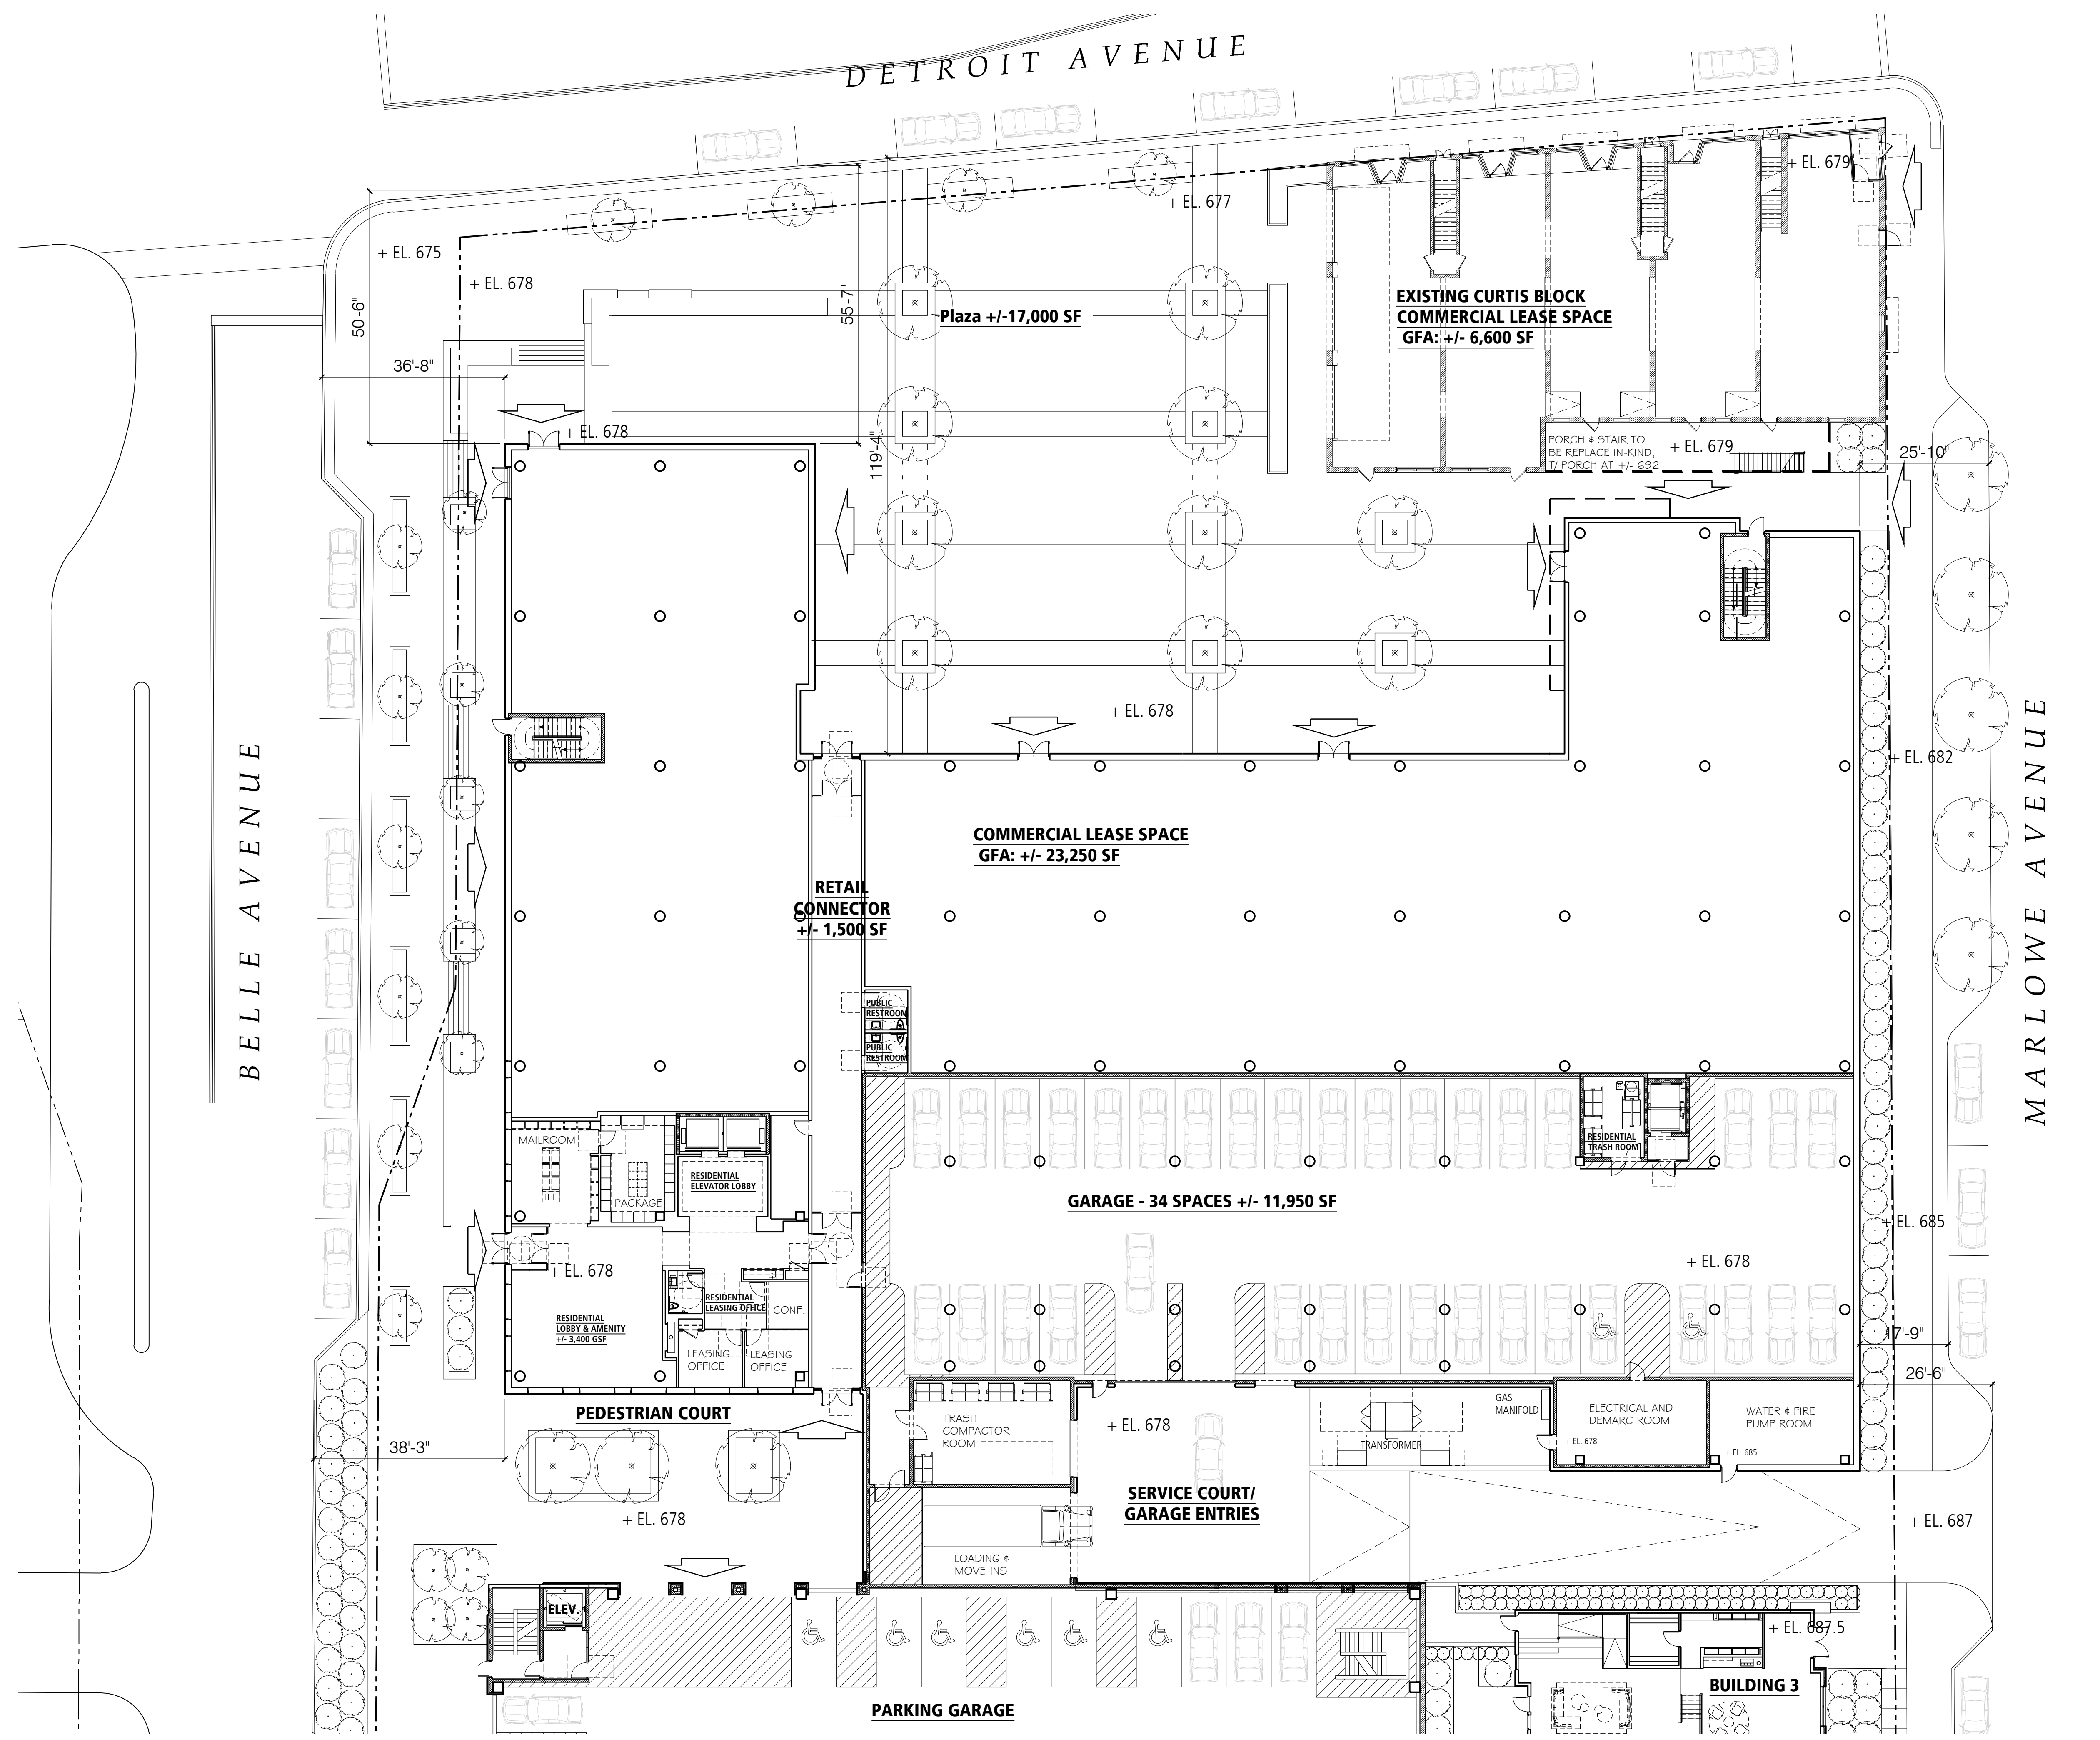 DETROIT AVENUE
+ EL. 679
+ EL. 677
+ EL. 675
+ EL. 678
50'-6"
55'-7"
EXISTING CURTIS BLOCK
COMMERCIAL LEASE SPACE
GFA: +/- 6,600 SF
Plaza +/-17,000 SF
36'-8"
+ EL. 678
119'-4"
PORCH & STAIR TO
BE REPLACE IN-KIND,
T/ PORCH AT +/- 692
+ EL. 679
25'-10"
+ EL. 678
+ EL. 682
BELLE AVENUE
MARLOWE AVENUE
COMMERCIAL LEASE SPACE
GFA: +/- 23,250 SF
RETAIL
CONNECTOR
+/- 1,500 SF
PUBLIC
RESTROOM
PUBLIC
RESTROOM
MAILROOM
PACKAGE
RESIDENTIAL
ELEVATOR LOBBY
RESIDENTIAL
TRASH ROOM
GARAGE - 34 SPACES +/- 11,950 SF
+ EL. 685
+ EL. 678
+ EL. 678
RESIDENTIAL
LEASING OFFICE
CONF.
RESIDENTIAL
LOBBY & AMENITY
+/- 3,400 GSF
LEASING
OFFICE
LEASING
OFFICE
17'-9"
26'-6"
PEDESTRIAN COURT
TRASH
COMPACTOR
ROOM
+ EL. 678
GAS
MANIFOLD
TRANSFORMER
ELECTRICAL AND
DEMARC ROOM
+ EL. 678
WATER & FIRE
PUMP ROOM
+ EL. 685
38'-3"
SERVICE COURT/
GARAGE ENTRIES
+ EL. 678
+ EL. 687
LOADING &
MOVE-INS
ELEV.
+ EL. 687.5
BUILDING 3
PARKING GARAGE